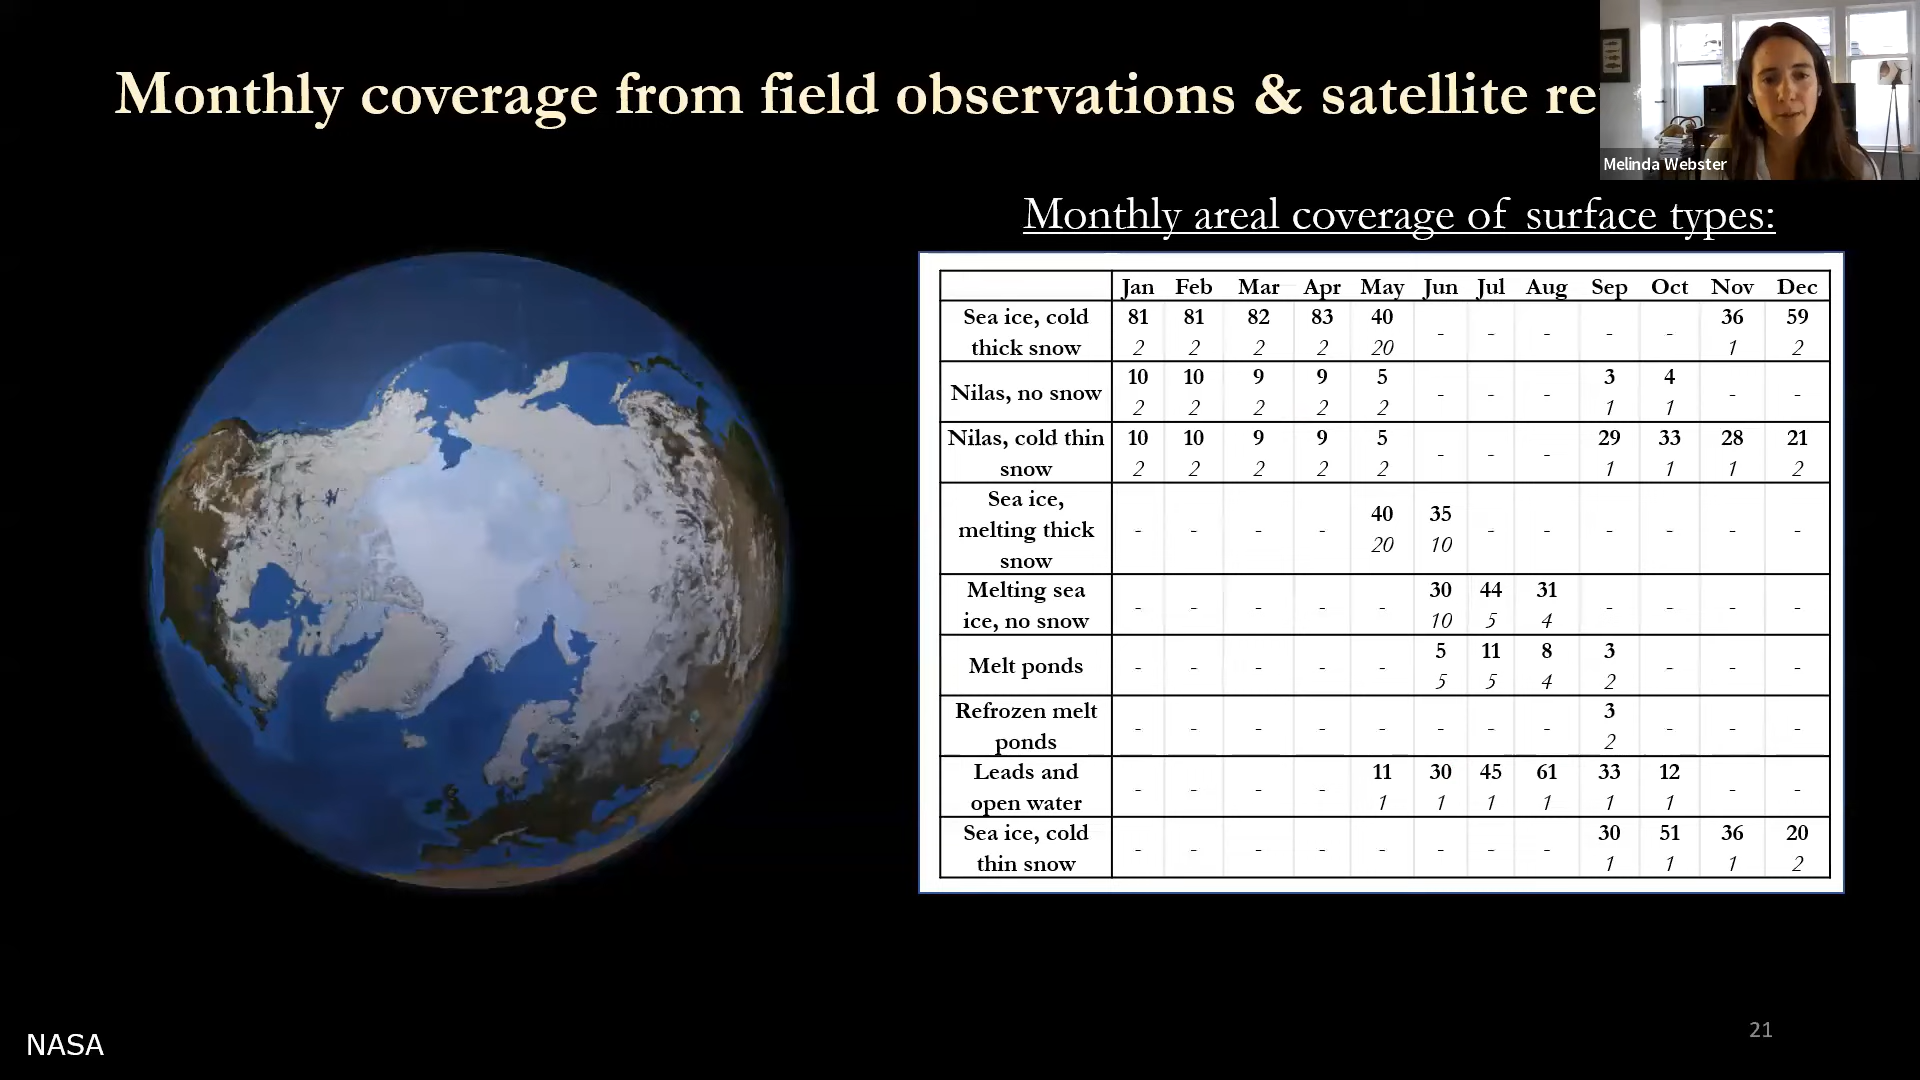 Monthly coverage from field observations & satellite
Melinda Webster
Monthly areal coverage of surface types:
Jan Feb Mar Apr May Jun Jul Aug Sep Oct Nov Dec
Sea ice, cold 81 81 82 83 40 36 59
thick snow 2 2 2 2 20 - - - - - 1 2
10 10 9 9 5 3 4
Nilas, no snow - - - - -
2 2 2 2 2 1 1
Nilas, cold thin 10 10 9 9 5 29 33 28 21
snow 2 2 2 2 2 - - - 1 1 1 2
Sea ice,
melting thick - - - - 40 35 - - - - - -
snow 20 10
Melting sea 30 44 31
ice, no snow - - - - - 10 5 4 - - - -
5 11 8 3
Melt ponds - - - - - - - -
5 5 4 2
Refrozen melt 3
ponds - - - - - - - - 2 - - -
Leads and 11 30 45 61 33 12
open water - - - - 1 1 1 1 1 1 - -
Sea ice, cold 30 51 36 20
thin snow - - - - - - - - 1 1 1 2
21
NASA